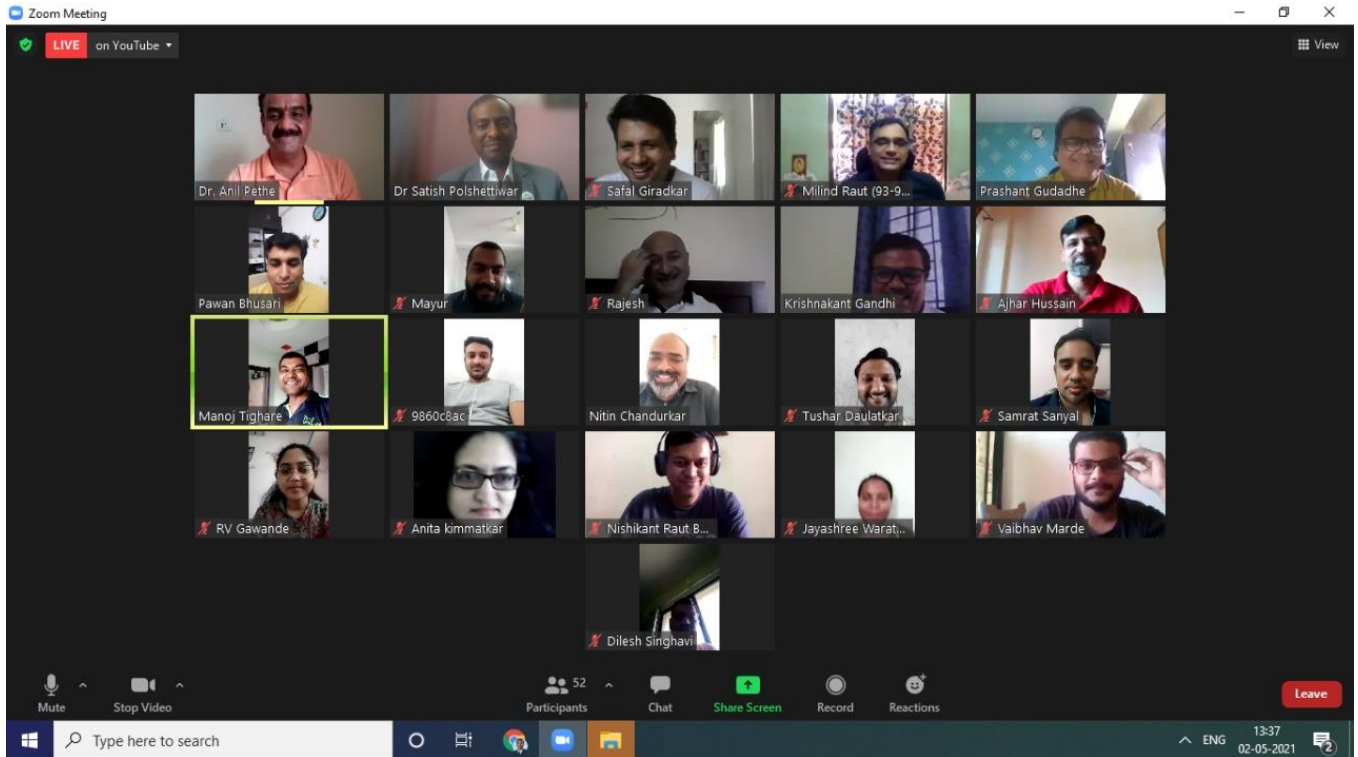 Zoom Meeting
LIVE on YouTube
View
Dr. Anil Pethe
Dr Satish Polshettiwar
Safal Giradkar
Milind Raut (93-9...
Prashant Gudadhe
Pawan Bhusari
Mayur
Rajesh
Krishnakant Gandhi
Ajhar Hussain
Manoj Tighare
9860c8ac
Nitin Chandurkar
Tushar Daulatkar
Samrat Sanyal
RV Gawande
Anita kimmatkar
Nishikant Raut B...
Jayashree Warat...
Vaibhav Marde
Dilesh Singhavi
52
Mute
Stop Video
Participants
Chat
Share Screen
Record
Reactions
Leave
Type here to search
ENG
13:37
02-05-2021
2